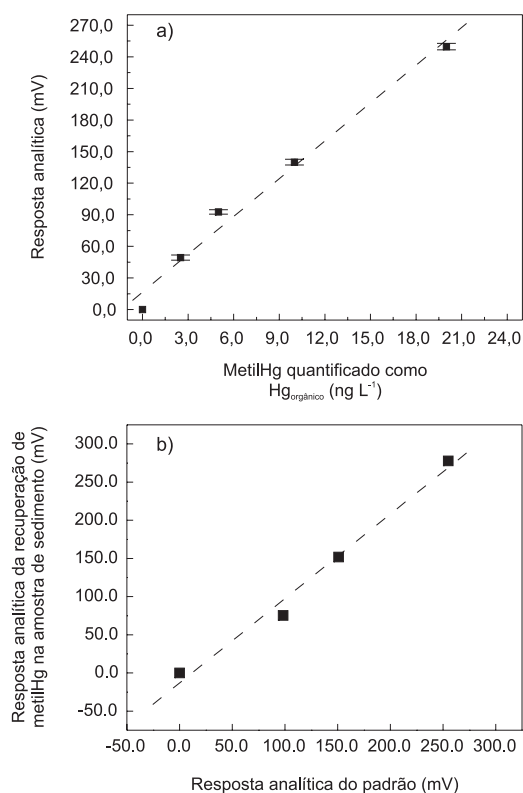 a)
Resposta analítica (mV)
270,0
240,0
210,0
180,0
150,0
120,0
90,0
60,0
30,0
0,0
0,0 3,0 6,0 9,0 12,0 15,0 18,0 21,0 24,0
MetilHg quantificado como
Hgorgânico (ng L-1)
b)
Resposta analítica da recuperação de
metilHg na amostra de sedimento (mV)
300.0
250.0
200.0
150.0
100.0
50.0
0.0
-50.0
-50.0 0.0 50.0 100.0 150.0 200.0 250.0 300.0
Resposta analítica do padrão (mV)